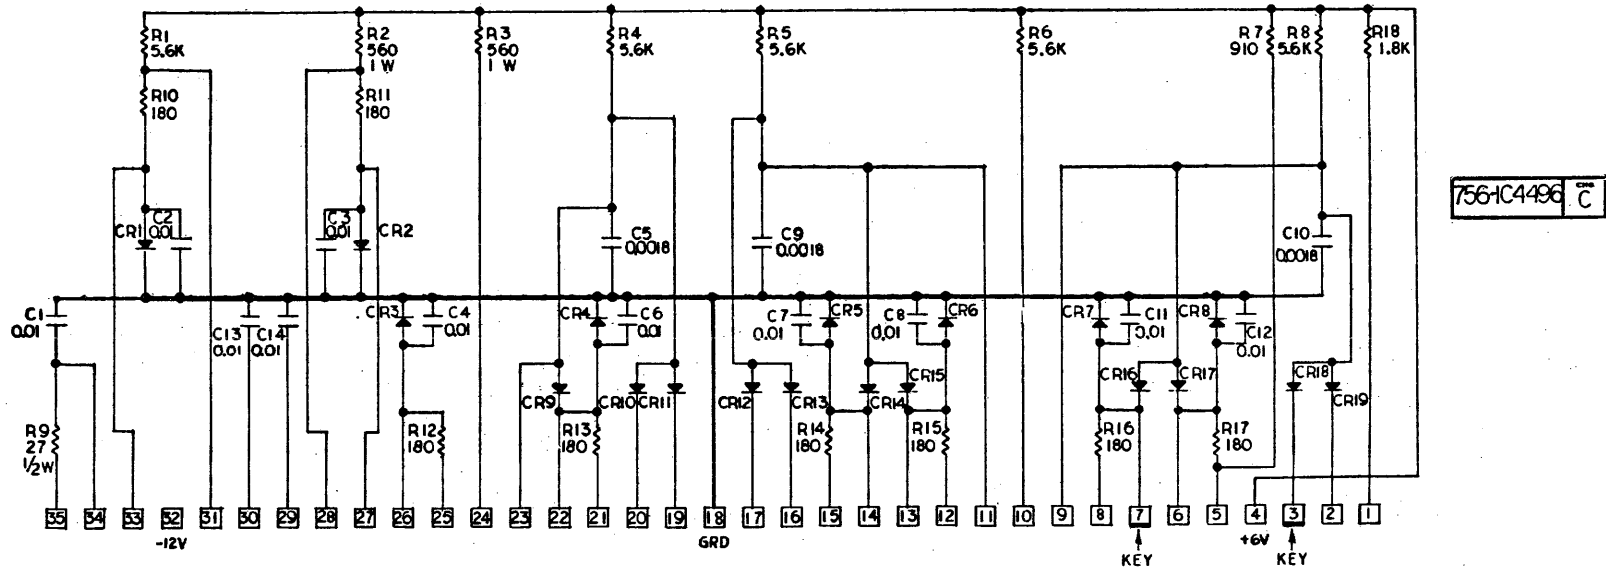 R1
5.6K
R2
560
1 W
R3
560
1 W
R4
5.6K
R5
5.6K
R6
5.6K
R7
910
R8
5.6K
R18
1.8K
R10
180
R11
180
756-1C4496
CHG
C
C2
0.01
CR1
C3
0.01
CR2
C5
0.0018
C9
0.0018
C10
0.0018
C1
0.01
C13
0.01
C14
0.01
CR3
C4
0.01
CR4
C6
0.01
C7
0.01
CR5
C8
0.01
CR6
CR7
C11
0.01
CR8
C12
0.01
CR9
CR10
CR11
CR12
CR13
CR14
CR15
CR16
CR17
CR18
CR19
R9
27
1/2W
R12
180
R13
180
R14
180
R15
180
R16
180
R17
180
35 34 33 32 31 30 29 28 27 26 25 24 23 22 21 20 19 18 17 16 15 14 13 12 11 10 9 8 7 6 5 4 3 2 1
-12V
GRD
+6V
KEY
KEY